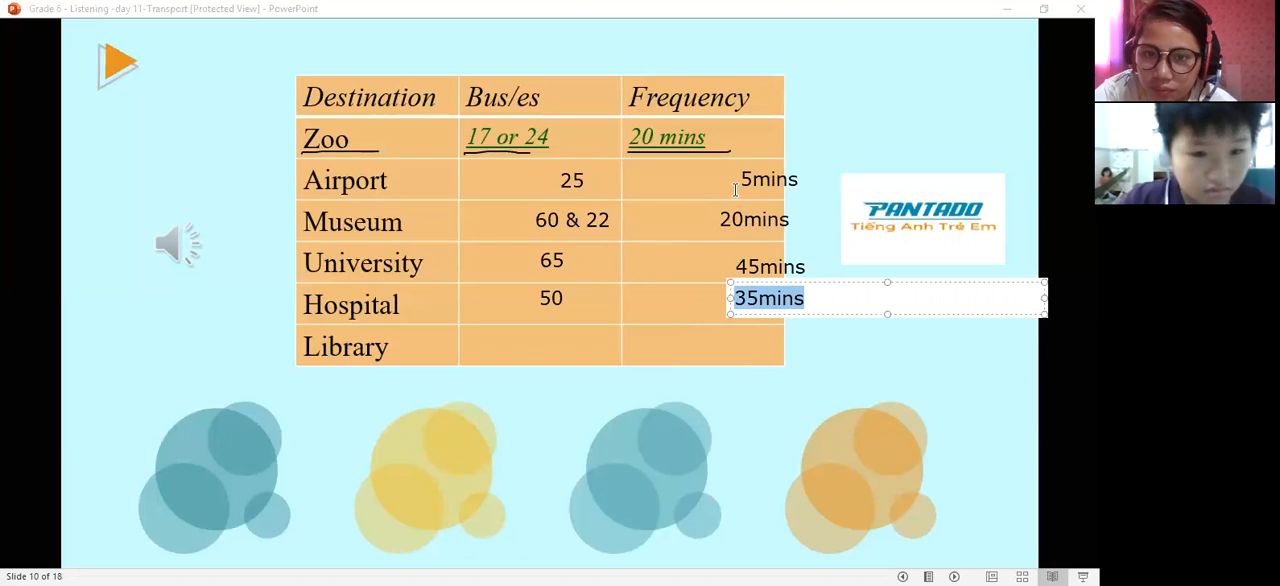 Grade 6 - Listening -day 11-Transport [Protected View] - PowerPoint
Destination Bus/es Frequency
Zoo 17 or 24 20 mins
Airport 25 5mins
Museum 60 & 22 20mins
University 65 45mins
Hospital 50 35mins
Library
PANTADO
Tiếng Anh Trẻ Em
Slide 10 of 18